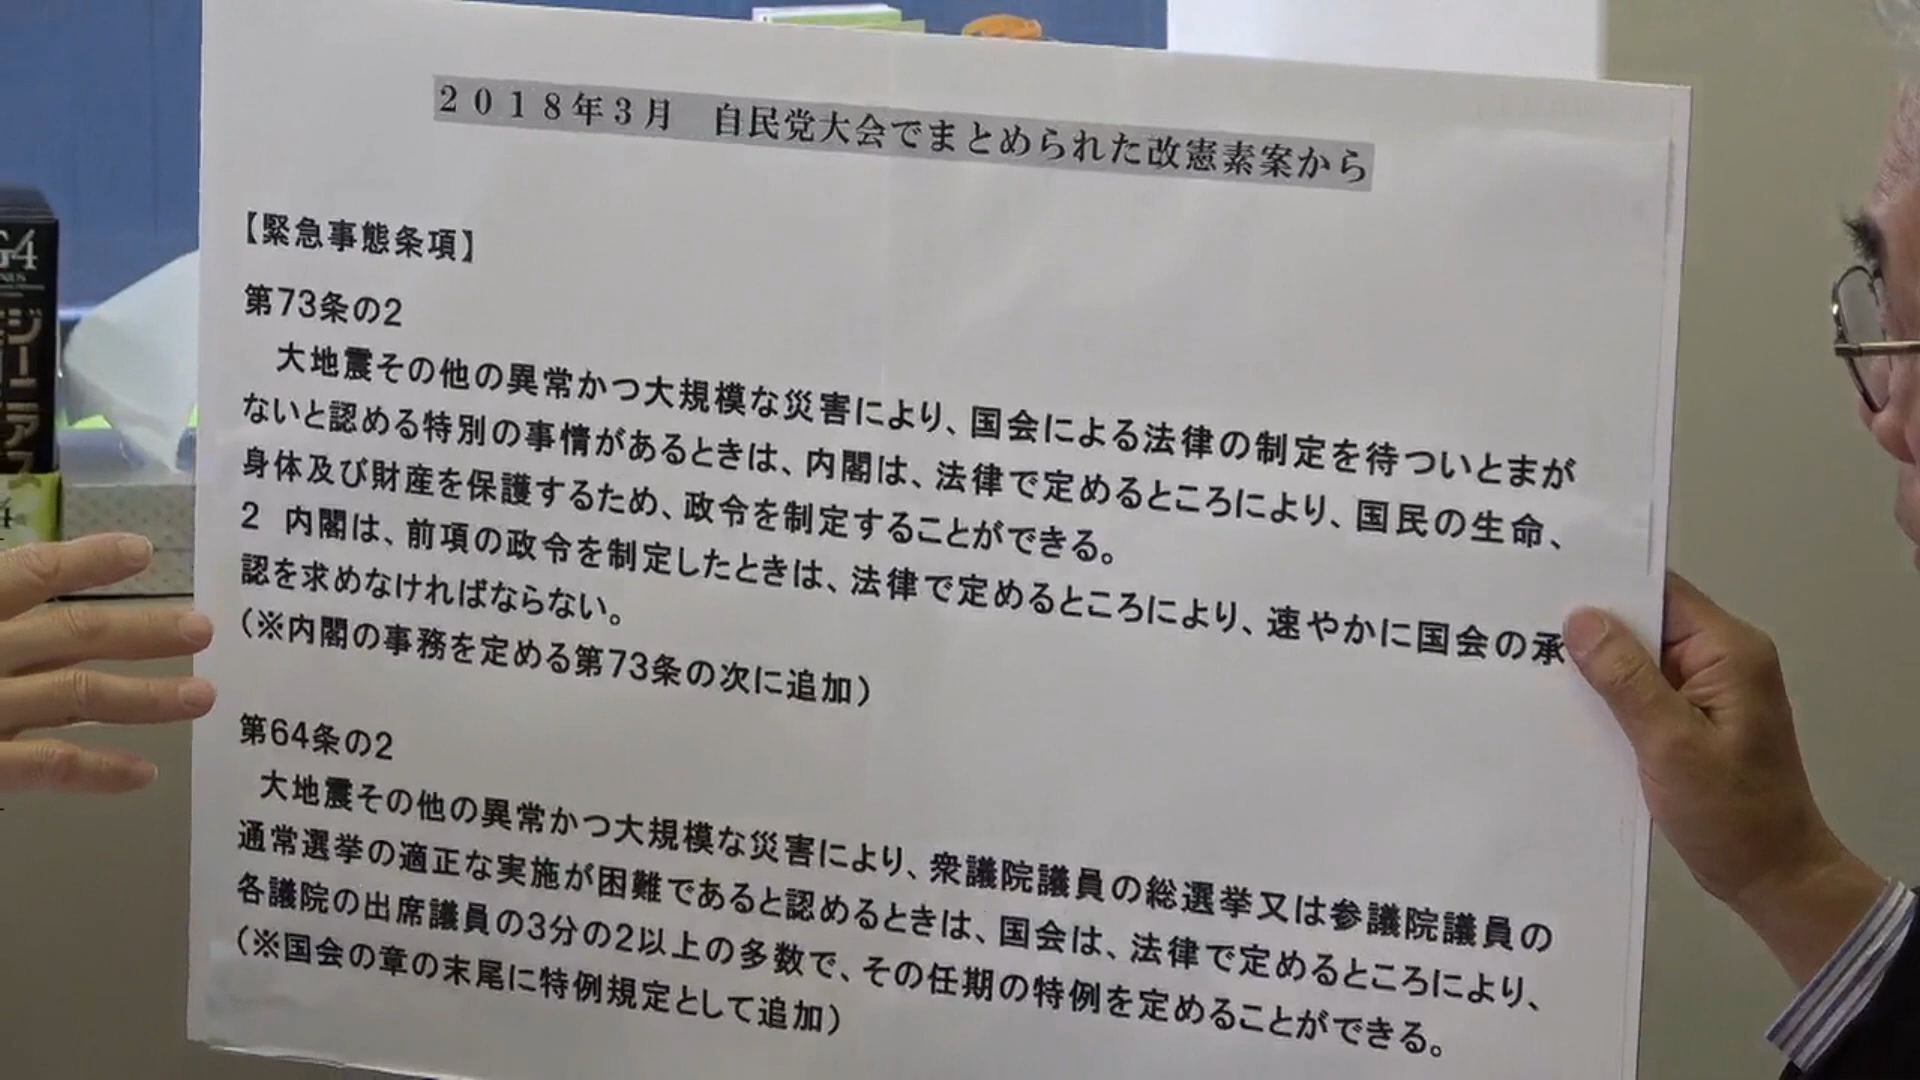 2018年3月 自民党大会でまとめられた改憲素案から
【緊急事態条項】
第73条の2
大地震その他の異常かつ大規模な災害により、国会による法律の制定を待ついとまが
ないと認める特別の事情があるときは、内閣は、法律で定めるところにより、国民の生命、
身体及び財産を保護するため、政令を制定することができる。
2 内閣は、前項の政令を制定したときは、法律で定めるところにより、速やかに国会の承
認を求めなければならない。
(※内閣の事務を定める第73条の次に追加)
第64条の2
大地震その他の異常かつ大規模な災害により、衆議院議員の総選挙又は参議院議員の
通常選挙の適正な実施が困難であると認めるときは、国会は、法律で定めるところにより、
各議院の出席議員の3分の2以上の多数で、その任期の特例を定めることができる。
(※国会の章の末尾に特例規定として追加)
G4
ジーニアス